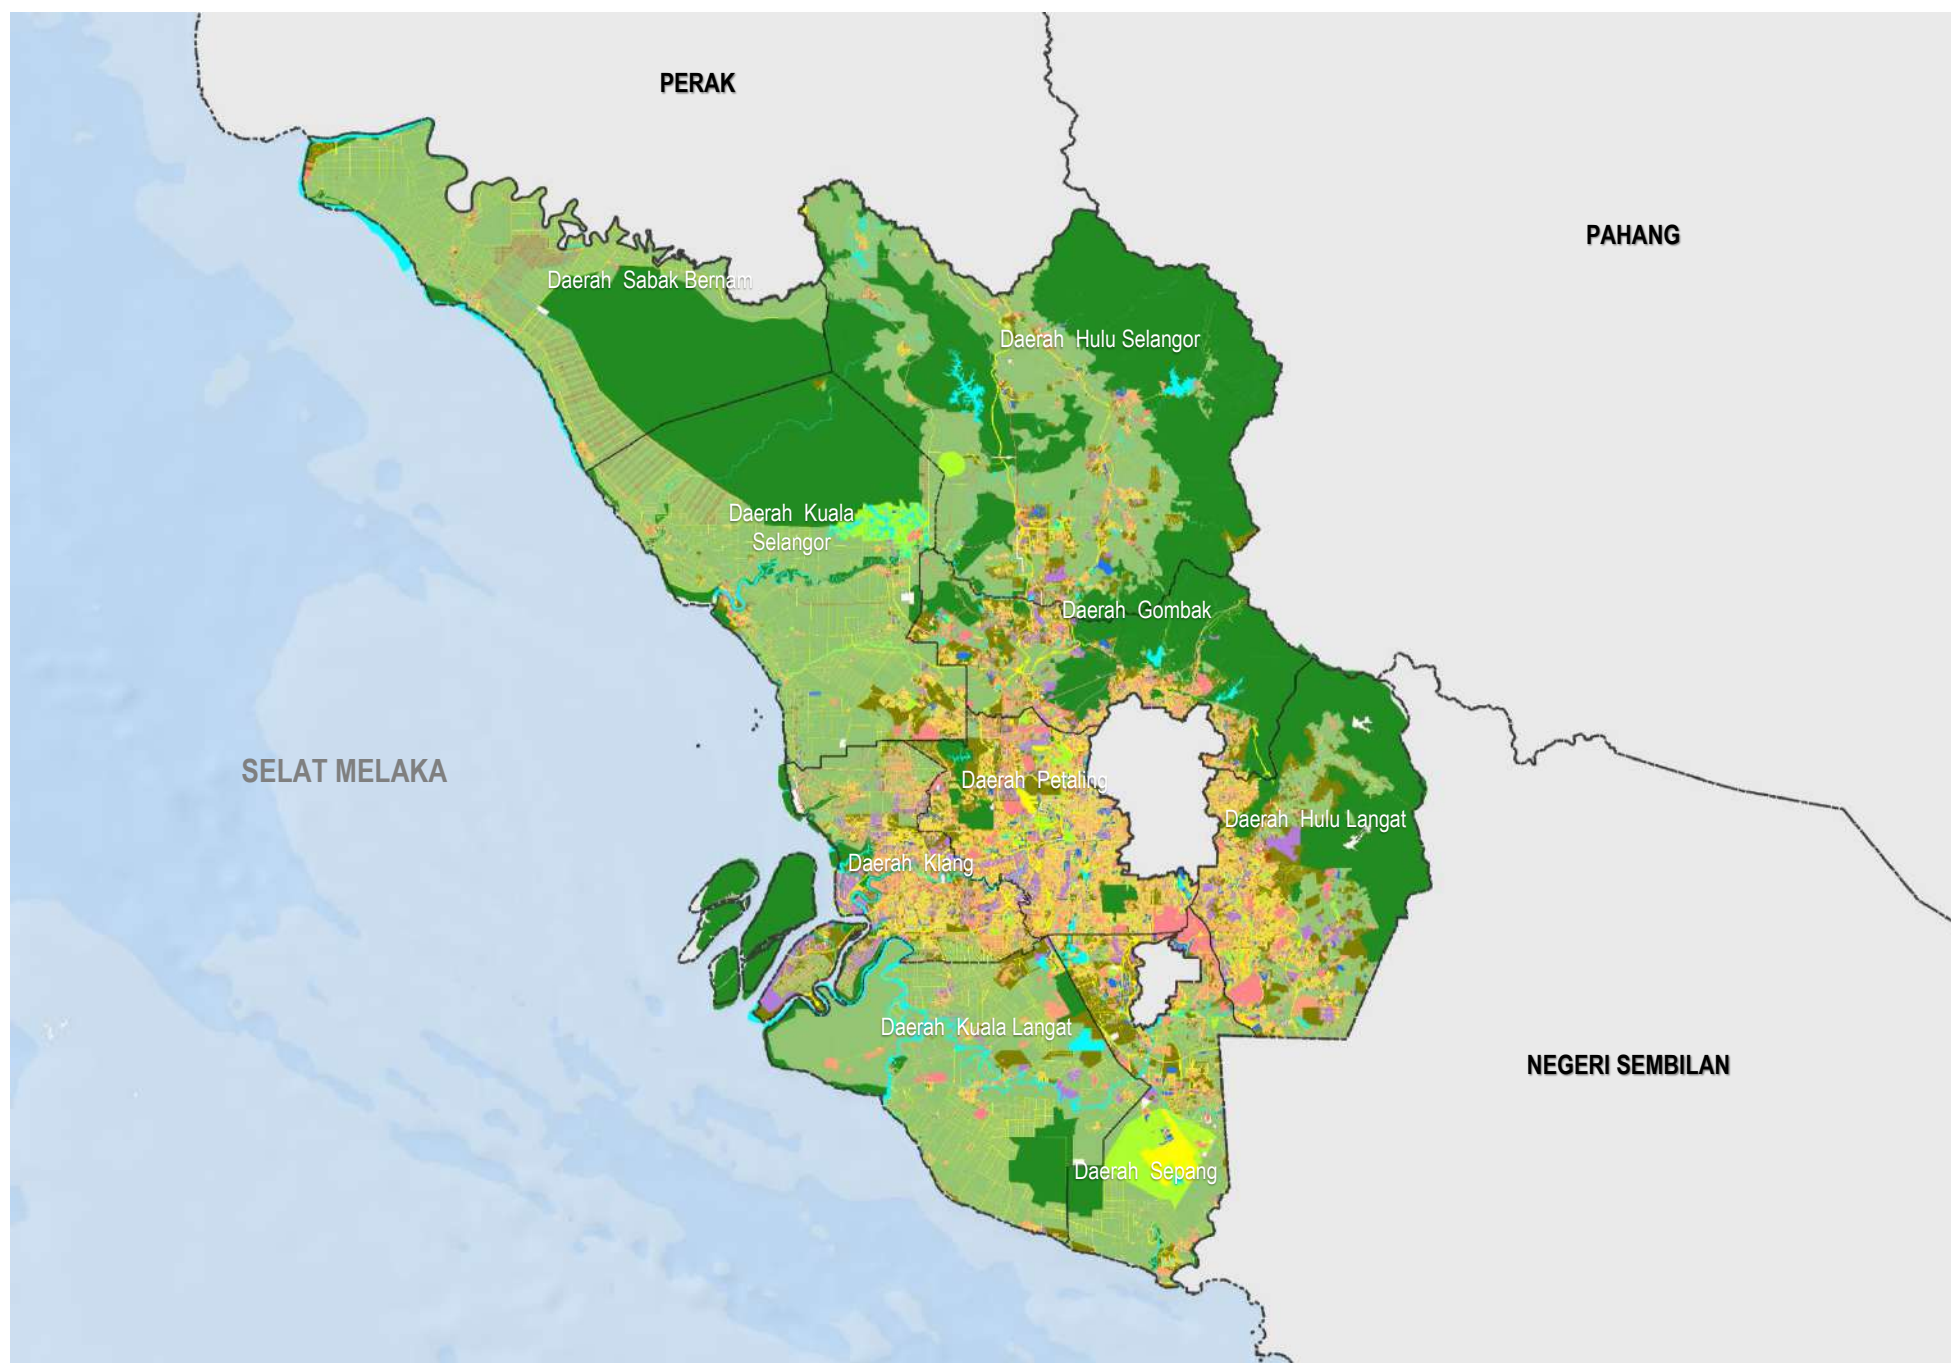 PERAK
PAHANG
Daerah Sabak Bernam
Daerah Hulu Selangor
Daerah Kuala
Selangor
Daerah Gombak
SELAT MELAKA
Daerah Petaling
Daerah Hulu Langat
Daerah Klang
Daerah Kuala Langat
NEGERI SEMBILAN
Daerah Sepang